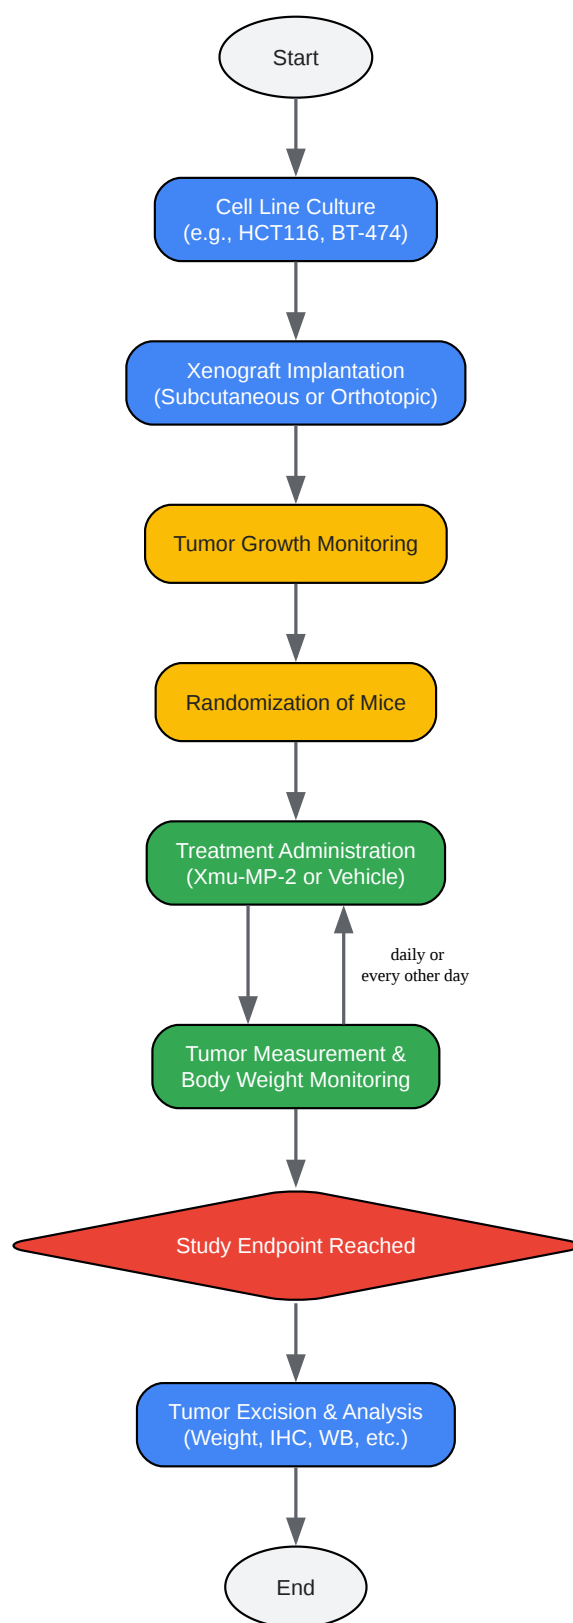 Start
Cell Line Culture
(e.g., HCT116, BT-474)
Xenograft Implantation
(Subcutaneous or Orthotopic)
Tumor Growth Monitoring
Randomization of Mice
Treatment Administration
(Xmu-MP-2 or Vehicle)
daily or
every other day
Tumor Measurement &
Body Weight Monitoring
Study Endpoint Reached
Tumor Excision & Analysis
(Weight, IHC, WB, etc.)
End